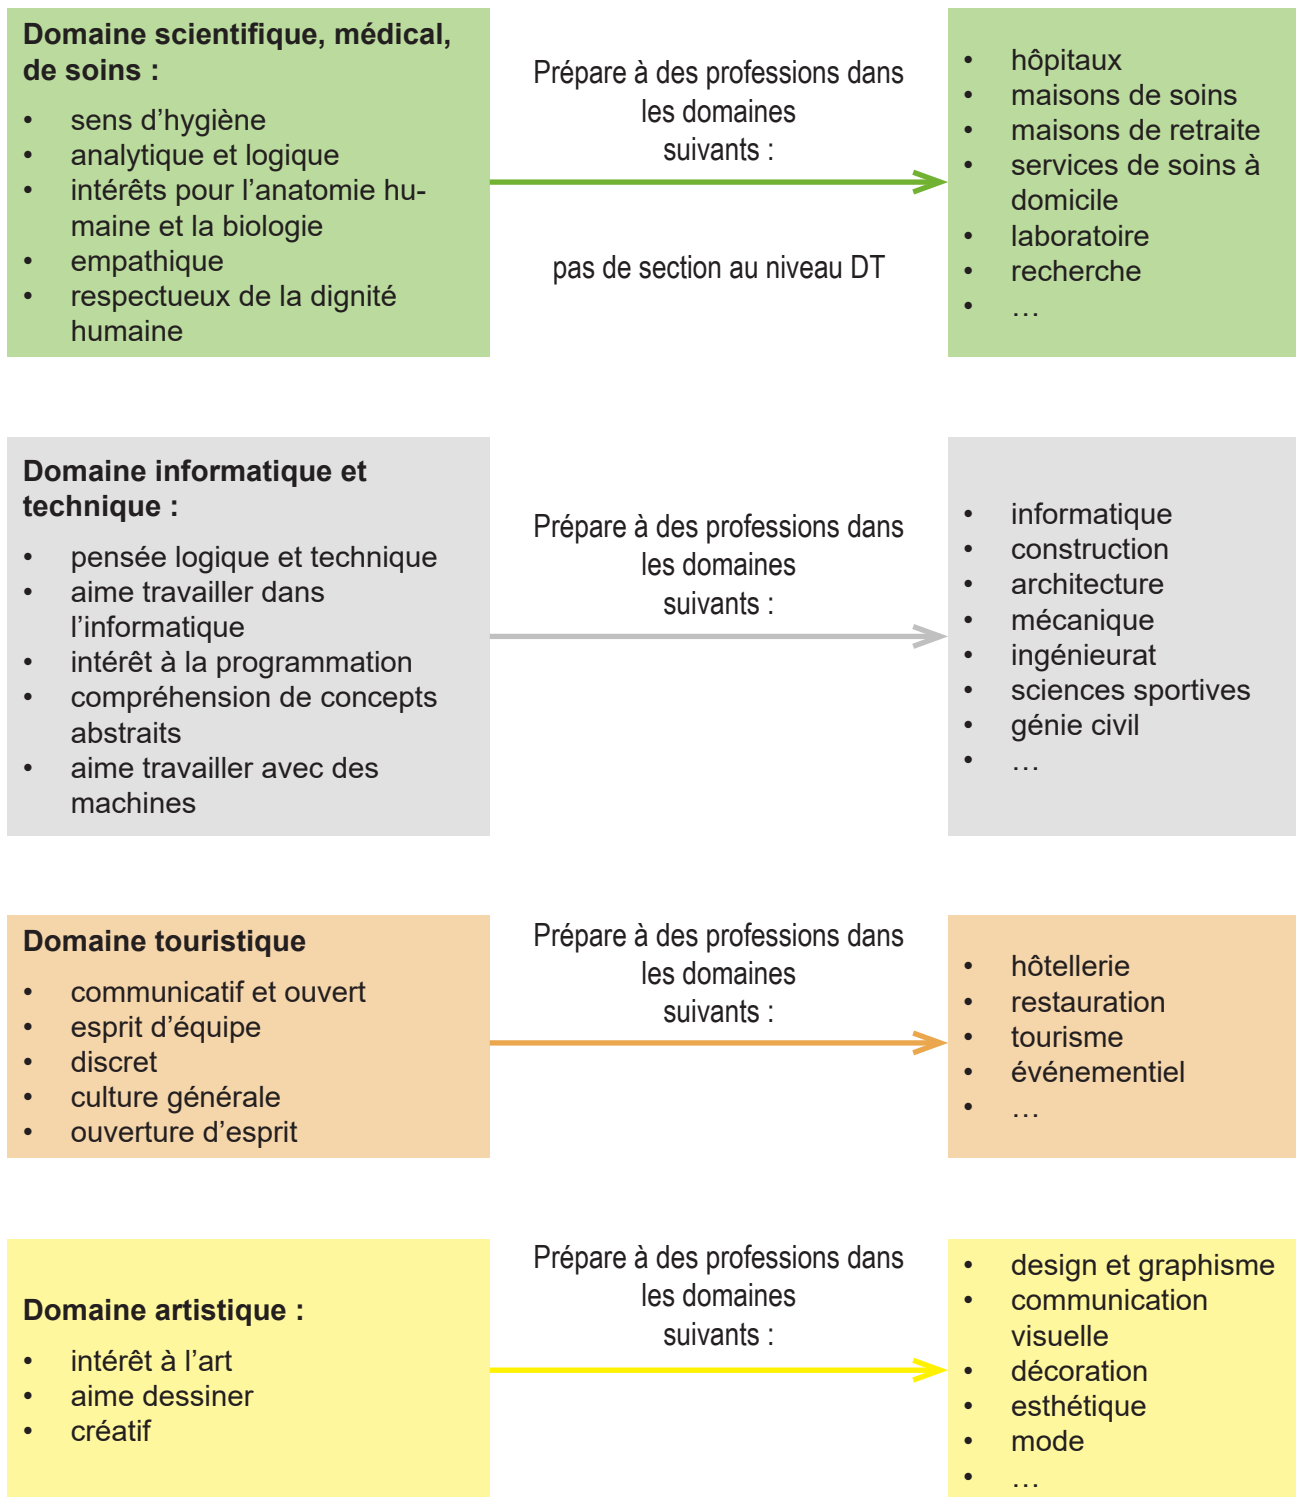 Domaine scientifique, médical,
de soins :
• sens d’hygiène
• analytique et logique
• intérêts pour l’anatomie hu-
maine et la biologie
• empathique
• respectueux de la dignité
humaine
Prépare à des professions dans
les domaines
suivants :
pas de section au niveau DT
• hôpitaux
• maisons de soins
• maisons de retraite
• services de soins à
domicile
• laboratoire
• recherche
• …
Domaine informatique et
technique :
• pensée logique et technique
• aime travailler dans
l’informatique
• intérêt à la programmation
• compréhension de concepts
abstraits
• aime travailler avec des
machines
Prépare à des professions dans
les domaines
suivants :
• informatique
• construction
• architecture
• mécanique
• ingénieurat
• sciences sportives
• génie civil
• …
Domaine touristique
• communicatif et ouvert
• esprit d’équipe
• discret
• culture générale
• ouverture d’esprit
Prépare à des professions dans
les domaines
suivants :
• hôtellerie
• restauration
• tourisme
• événementiel
• …
Domaine artistique :
• intérêt à l’art
• aime dessiner
• créatif
Prépare à des professions dans
les domaines
suivants :
• design et graphisme
• communication
visuelle
• décoration
• esthétique
• mode
• …